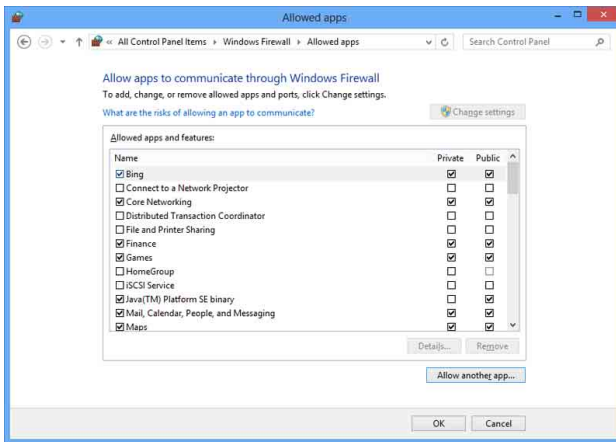 Allowed apps
« All Control Panel Items ▸ Windows Firewall ▸ Allowed apps
Search Control Panel
Allow apps to communicate through Windows Firewall
To add, change, or remove allowed apps and ports, click Change settings.
What are the risks of allowing an app to communicate?
Change settings
Allowed apps and features:
Name Private Public
Bing
Connect to a Network Projector
Core Networking
Distributed Transaction Coordinator
File and Printer Sharing
Finance
Games
HomeGroup
iSCSI Service
Java(TM) Platform SE binary
Mail, Calendar, People, and Messaging
Maps
Details... Remove
Allow another app...
OK Cancel